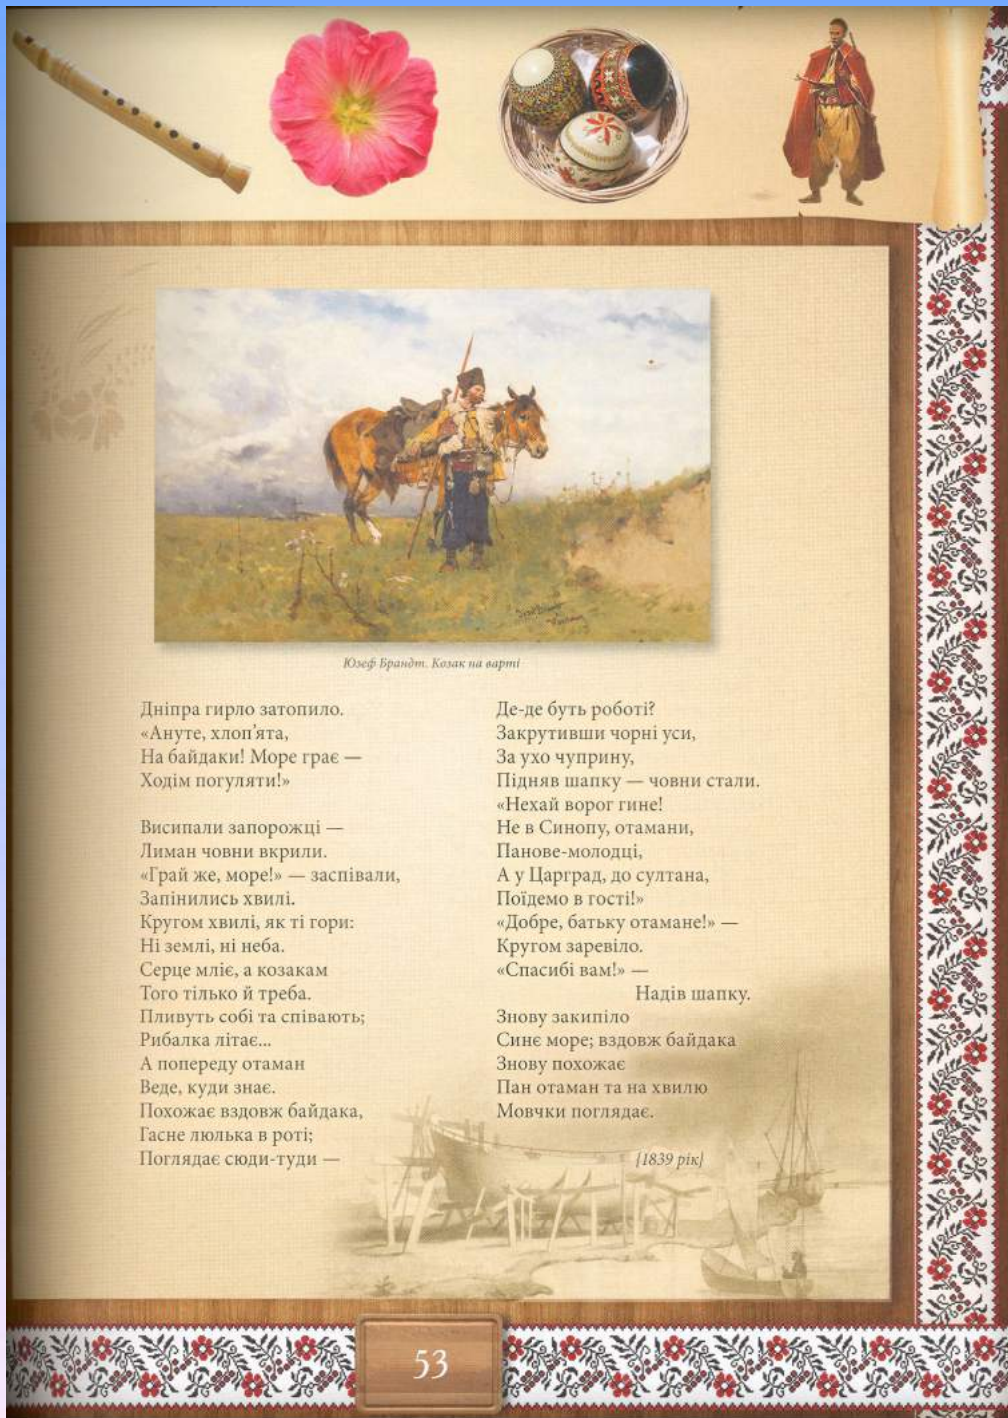 Юзеф Брандт. Козак на варті
Дніпра гирло затопило.
«Ануте, хлоп’ята,
На байдаки! Море грає —
Ходім погуляти!»
Висипали запорожці —
Лиман човни вкрили.
«Грай же, море!» — заспівали,
Запінились хвилі.
Кругом хвилі, як ті гори:
Ні землі, ні неба.
Серце мліє, а козакам
Того тілько й треба.
Пливуть собі та співають;
Рибалка літає...
А попереду отаман
Веде, куди знає.
Похожає вздовж байдака,
Гасне люлька в роті;
Поглядає сюди-туди —
Де-де буть роботі?
Закрутивши чорні уси,
За ухо чуприну,
Підняв шапку — човни стали.
«Нехай ворог гине!
Не в Синопу, отамани,
Панове-молодці,
А у Царград, до султана,
Поїдемо в гості!»
«Добре, батьку отамане!» —
Кругом заревіло.
«Спасибі вам!» —
Надів шапку.
Знову закипіло
Синє море; вздовж байдака
Знову похожає
Пан отаман та на хвилю
Мовчки поглядає.
[1839 рік]
53